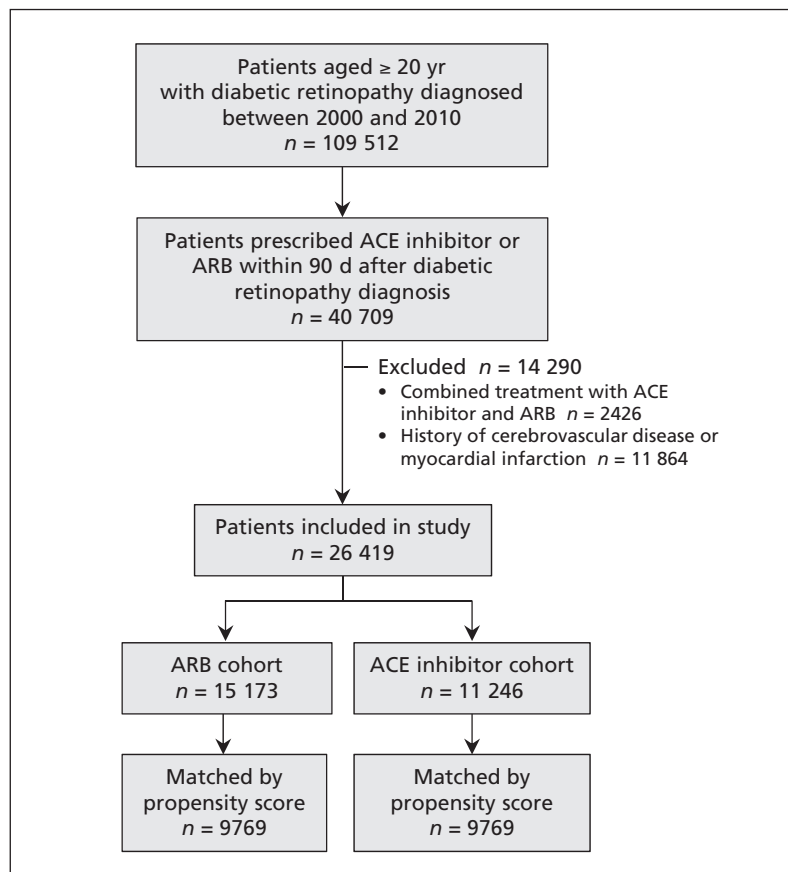 Patients aged ≥ 20 yr
with diabetic retinopathy diagnosed
between 2000 and 2010
n = 109 512
Patients prescribed ACE inhibitor or
ARB within 90 d after diabetic
retinopathy diagnosis
n = 40 709
Excluded n = 14 290
• Combined treatment with ACE
inhibitor and ARB n = 2426
• History of cerebrovascular disease or
myocardial infarction n = 11 864
Patients included in study
n = 26 419
ARB cohort
n = 15 173
ACE inhibitor cohort
n = 11 246
Matched by
propensity score
n = 9769
Matched by
propensity score
n = 9769